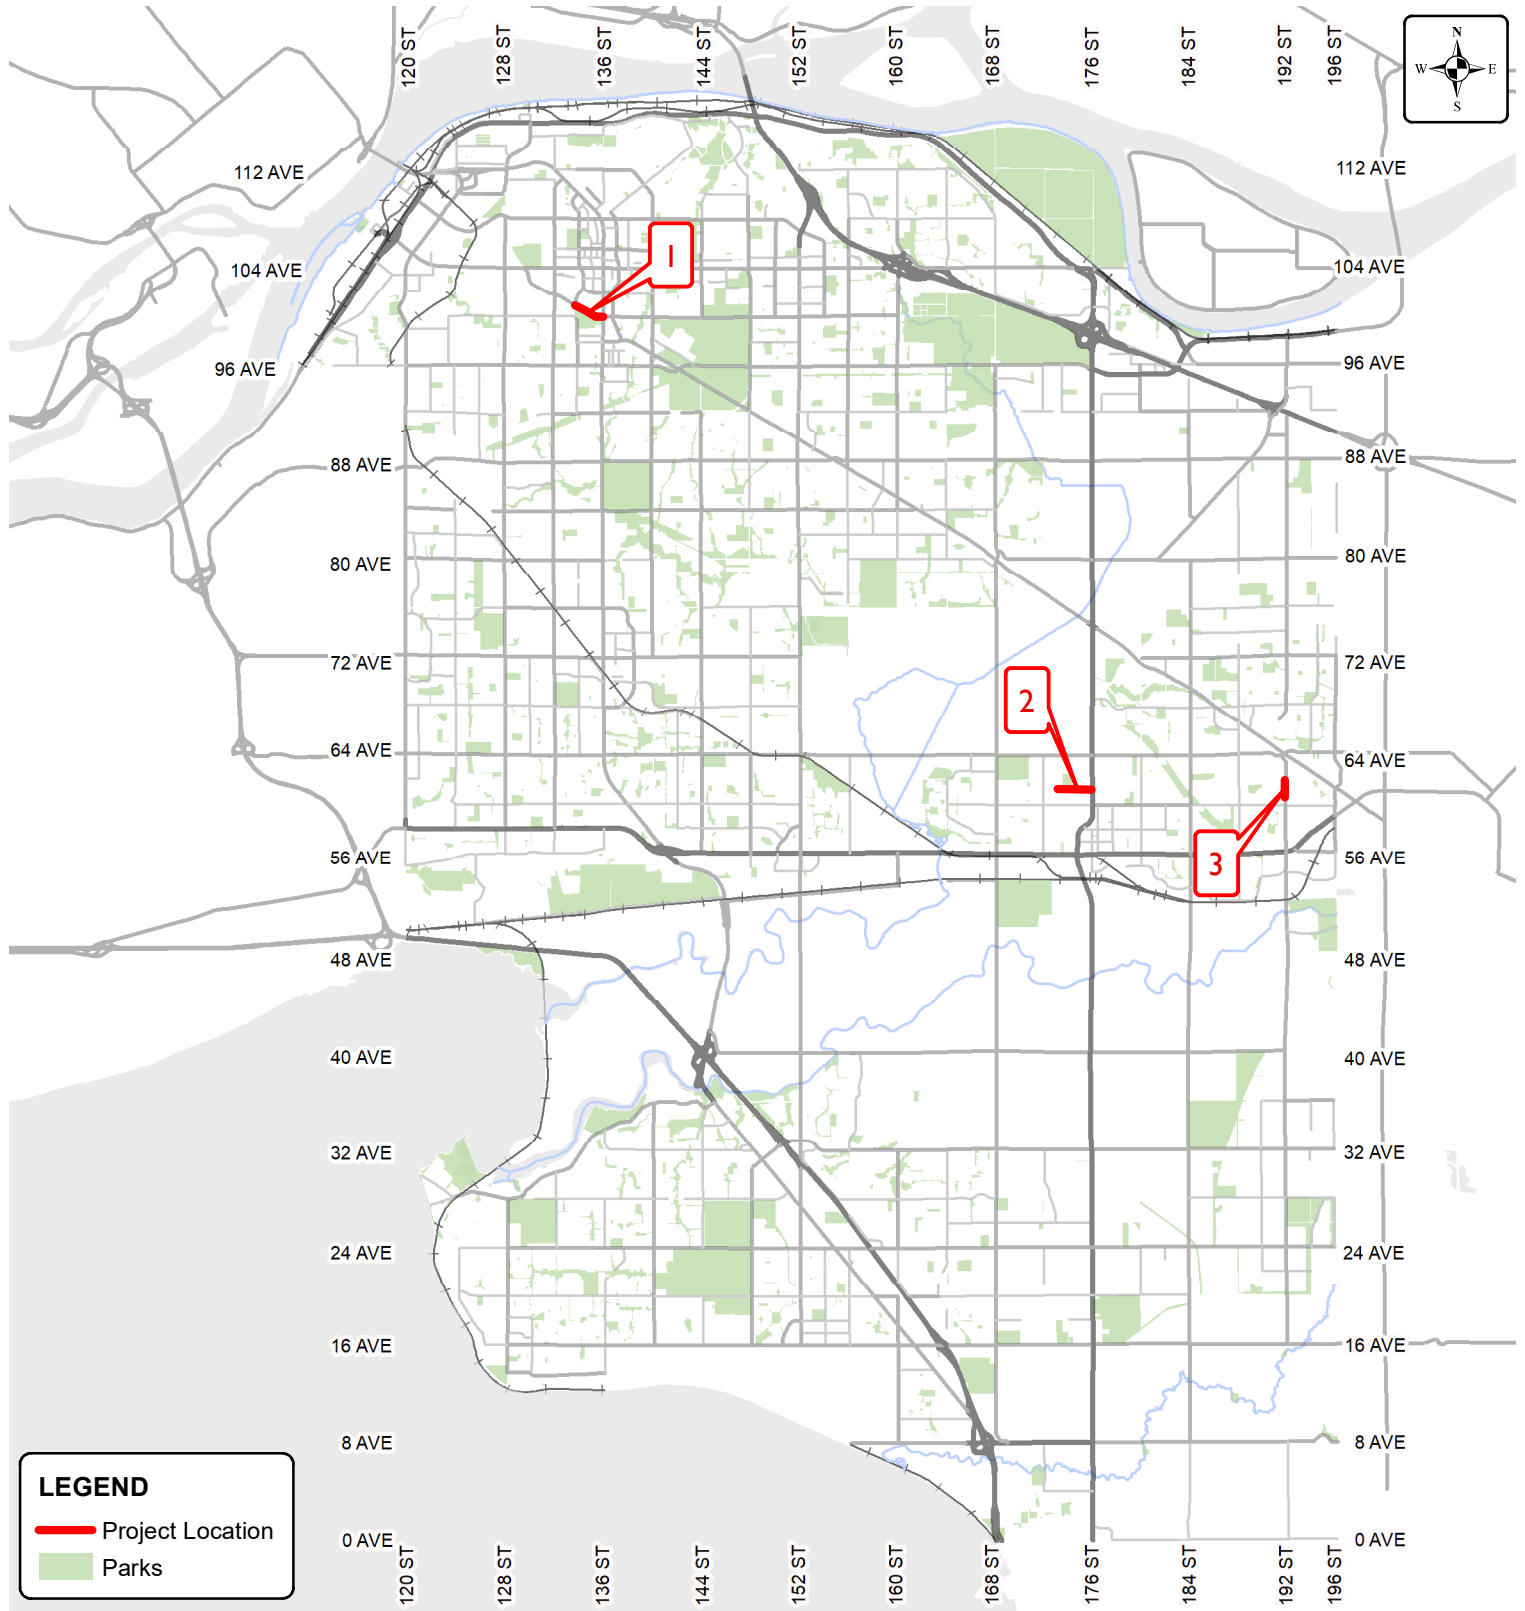 120 ST
128 ST
136 ST
144 ST
152 ST
160 ST
168 ST
176 ST
184 ST
192 ST
196 ST
N
W E
S
112 AVE
112 AVE
1
104 AVE
104 AVE
96 AVE
96 AVE
88 AVE
88 AVE
80 AVE
80 AVE
72 AVE
72 AVE
2
64 AVE
64 AVE
3
56 AVE
56 AVE
48 AVE
48 AVE
40 AVE
40 AVE
32 AVE
32 AVE
24 AVE
24 AVE
16 AVE
16 AVE
8 AVE
8 AVE
0 AVE
0 AVE
LEGEND
Project Location
Parks
120 ST
128 ST
136 ST
144 ST
152 ST
160 ST
168 ST
176 ST
184 ST
192 ST
196 ST